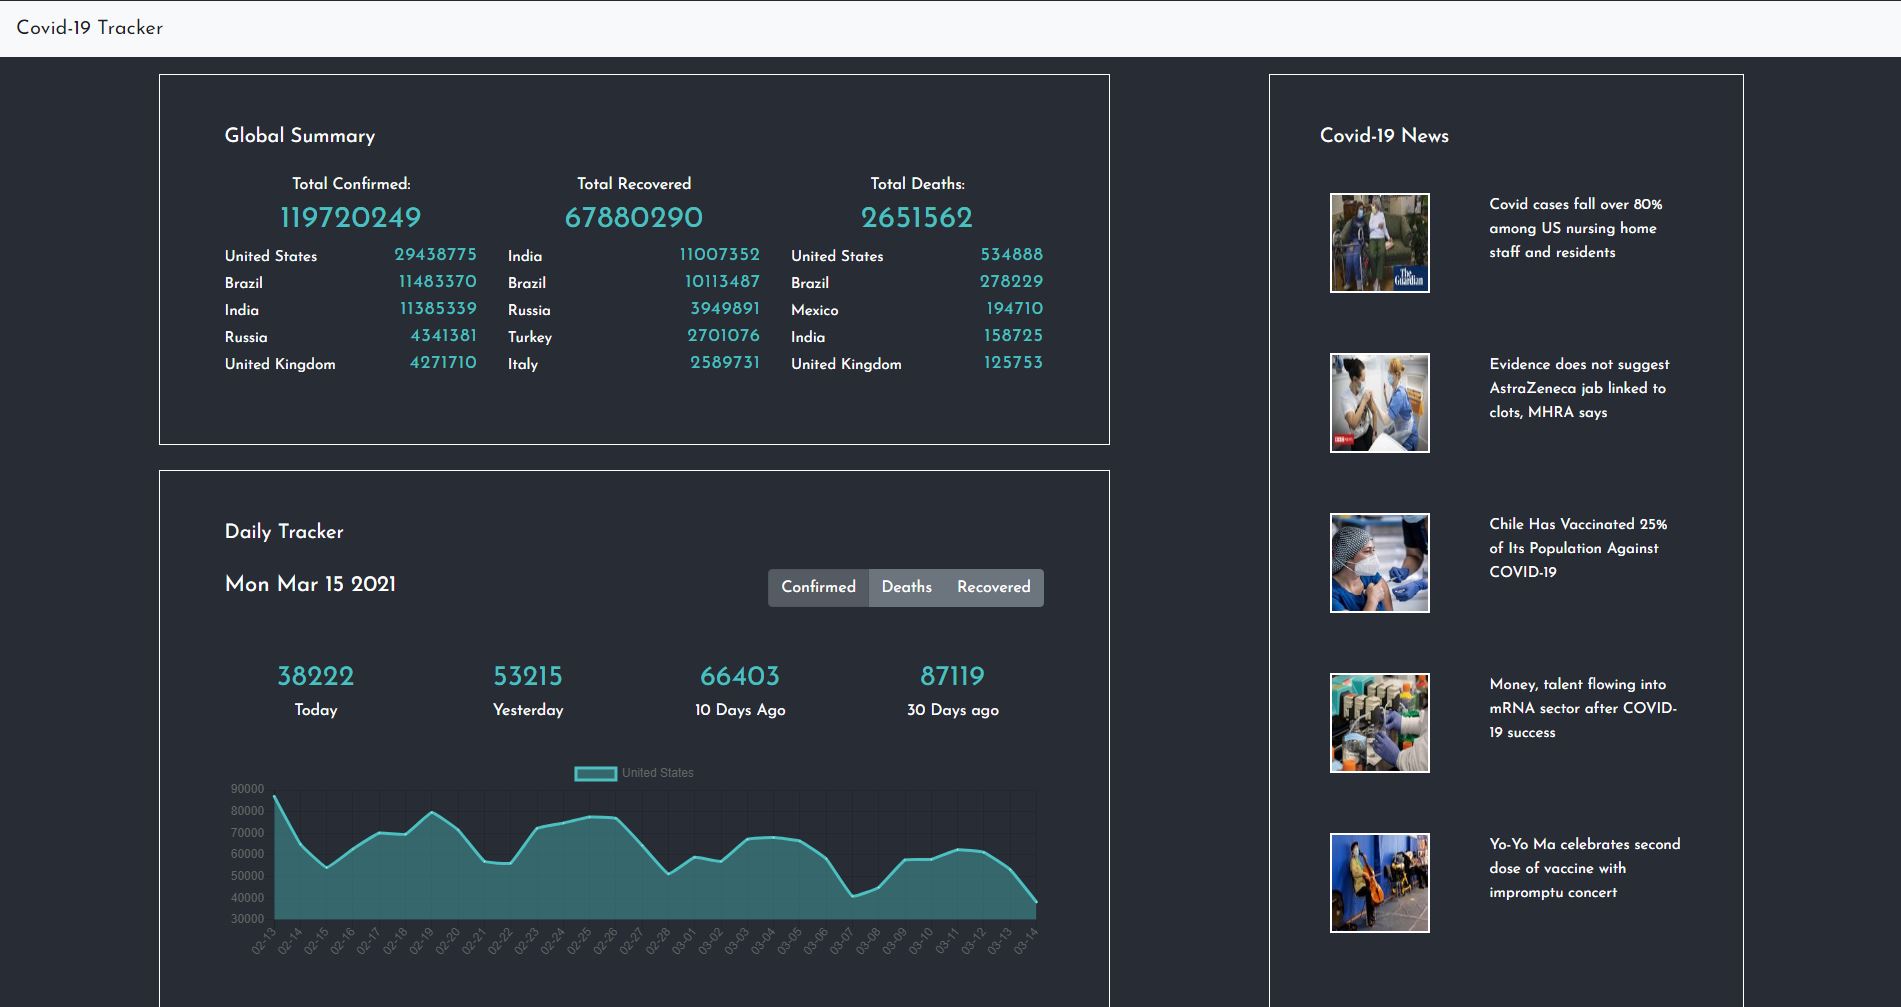 Covid-19 Tracker
Global Summary
Total Confirmed:
119720249
United States 29438775
Brazil 11483370
India 11385339
Russia 4341381
United Kingdom 4271710
Total Recovered
67880290
India 11007352
Brazil 10113487
Russia 3949891
Turkey 2701076
Italy 2589731
Total Deaths:
2651562
United States 534888
Brazil 278229
Mexico 194710
India 158725
United Kingdom 125753
Daily Tracker
Mon Mar 15 2021
Confirmed Deaths Recovered
38222
Today
53215
Yesterday
66403
10 Days Ago
87119
30 Days ago
United States
90000
80000
70000
60000
50000
40000
30000
02-13 02-14 02-15 02-16 02-17 02-18 02-19 02-20 02-21 02-22 02-23 02-24 02-25 02-26 02-27 02-28 03-01 03-02 03-03 03-04 03-05 03-06 03-07 03-08 03-09 03-10 03-11 03-12 03-13 03-14
Covid-19 News
The
Guardian
Covid cases fall over 80%
among US nursing home
staff and residents
BBC NEWS
Evidence does not suggest
AstraZeneca jab linked to
clots, MHRA says
Chile Has Vaccinated 25%
of Its Population Against
COVID-19
Money, talent flowing into
mRNA sector after COVID-
19 success
Yo-Yo Ma celebrates second
dose of vaccine with
impromptu concert